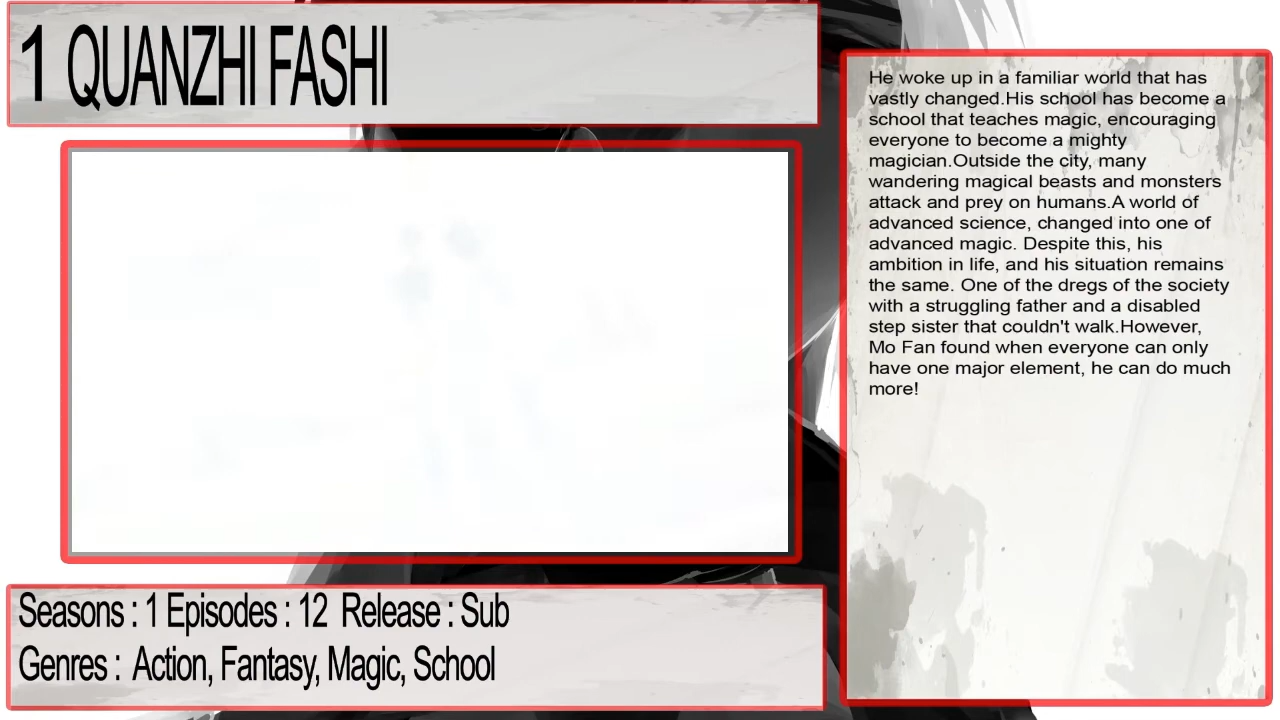 1 QUANZHI FASHI
He woke up in a familiar world that has
vastly changed.His school has become a
school that teaches magic, encouraging
everyone to become a mighty
magician.Outside the city, many
wandering magical beasts and monsters
attack and prey on humans.A world of
advanced science, changed into one of
advanced magic. Despite this, his
ambition in life, and his situation remains
the same. One of the dregs of the society
with a struggling father and a disabled
step sister that couldn't walk.However,
Mo Fan found when everyone can only
have one major element, he can do much
more!
Seasons : 1 Episodes : 12 Release : Sub
Genres : Action, Fantasy, Magic, School